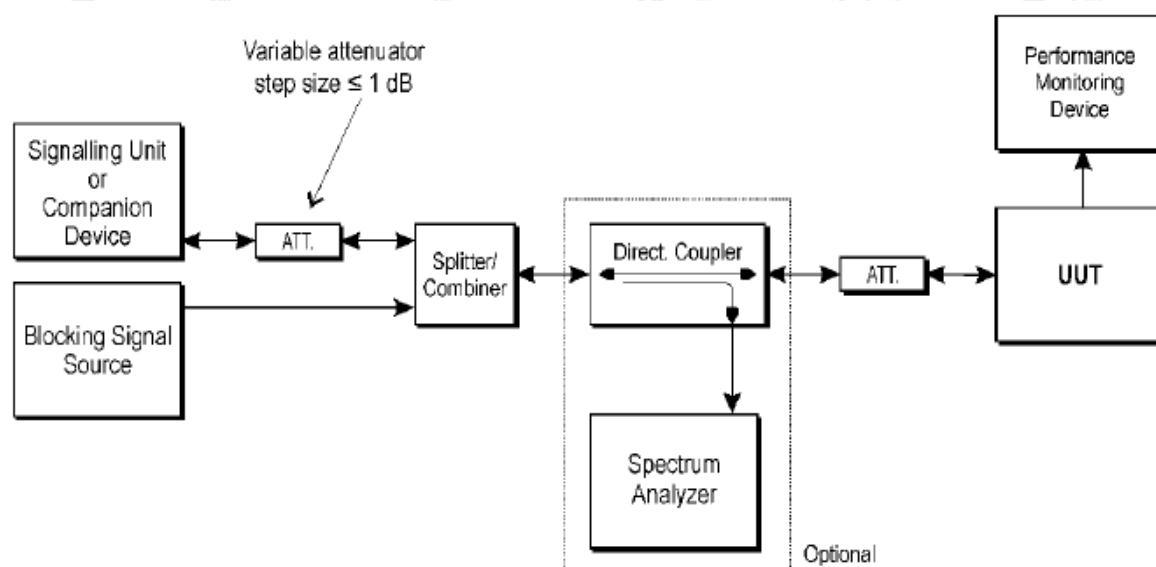 Variable attenuator
step size ≤ 1 dB
Performance
Monitoring
Device
Signalling Unit
or
Companion
Device
ATT.
Splitter/
Combiner
Direct. Coupler
ATT.
UUT
Blocking Signal
Source
Spectrum
Analyzer
Optional